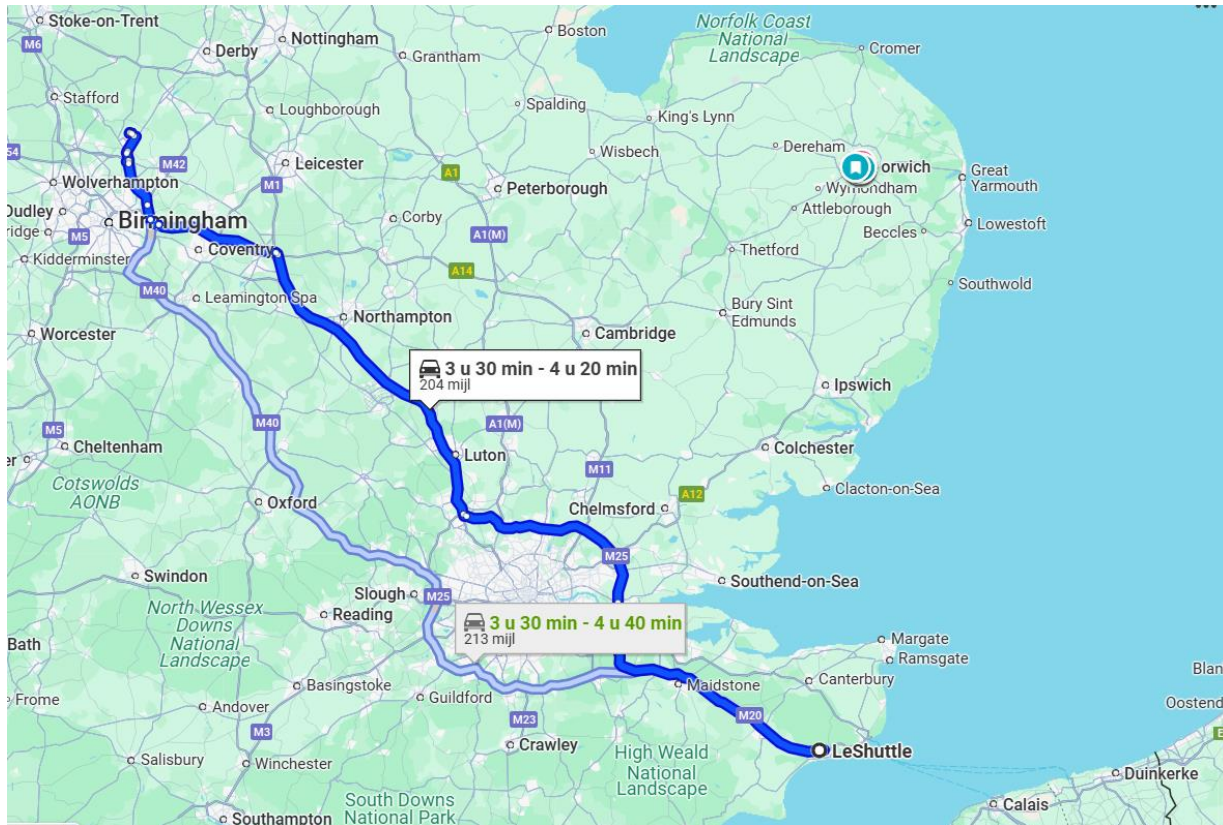 Stoke-on-Trent
Nottingham
Boston
Norfolk Coast
National
Landscape
Cromer
M6
Derby
Grantham
Stafford
Loughborough
Spalding
King's Lynn
Dereham
orwich
Great
Yarmouth
54
M42
Leicester
A1
Wisbech
Wolverhampton
M1
Peterborough
Wymondham
Attleborough
Dudley
Birmingham
Corby
A1(M)
Beccles
Lowestoft
ridge
M5
Coventry
Thetford
Kidderminster
A14
Southwold
M40
Leamington Spa
Bury Sint
Edmunds
Worcester
Northampton
Cambridge
3 u 30 min - 4 u 20 min
204 mijl
Ipswich
M5
M40
A1(M)
Cheltenham
Luton
M11
Colchester
er
Cotswolds
AONB
Oxford
Chelmsford
A12
Clacton-on-Sea
M25
Swindon
Slough
M25
Southend-on-Sea
North Wessex
Downs
National
Landscape
Reading
3 u 30 min - 4 u 40 min
213 mijl
Bath
Margate
Ramsgate
Blan
Basingstoke
Guildford
Maidstone
Canterbury
Frome
Andover
M23
M20
Oostend
E
M3
Crawley
LeShuttle
Salisbury
Winchester
High Weald
National
Landscape
Duinkerke
South Downs
National Park
Calais
Southampton